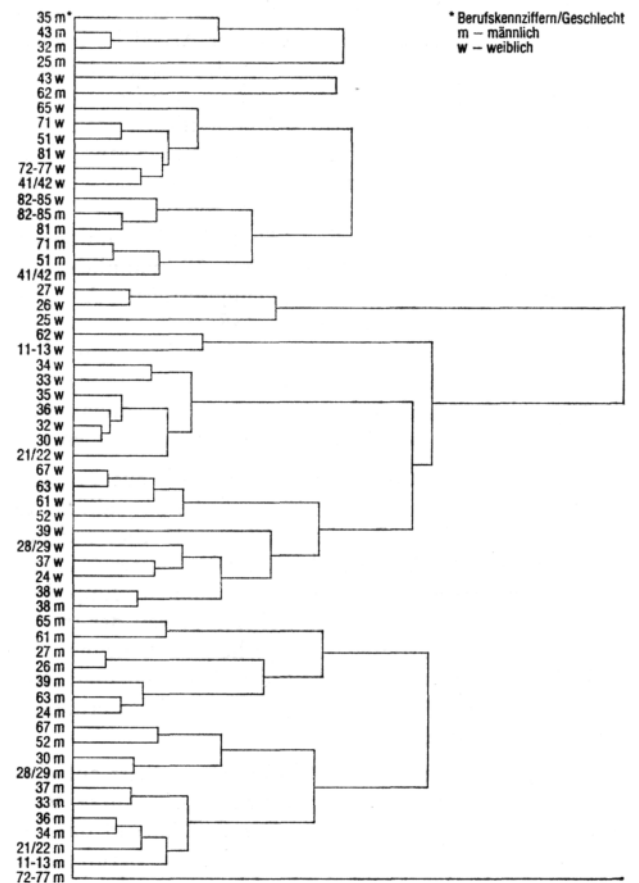 * Berufskennziffern/Geschlecht
m – männlich
w – weiblich
35 m*
43 m
32 m
25 m
43 w
62 m
65 w
71 w
51 w
81 w
72-77 w
41/42 w
82-85 w
82-85 m
81 m
71 m
51 m
41/42 m
27 w
26 w
25 w
62 w
11-13 w
34 w
33 w
35 w
36 w
32 w
30 w
21/22 w
67 w
63 w
61 w
52 w
39 w
28/29 w
37 w
24 w
38 w
38 m
65 m
61 m
27 m
26 m
39 m
63 m
24 m
67 m
52 m
30 m
28/29 m
37 m
33 m
36 m
34 m
21/22 m
11-13 m
72-77 m